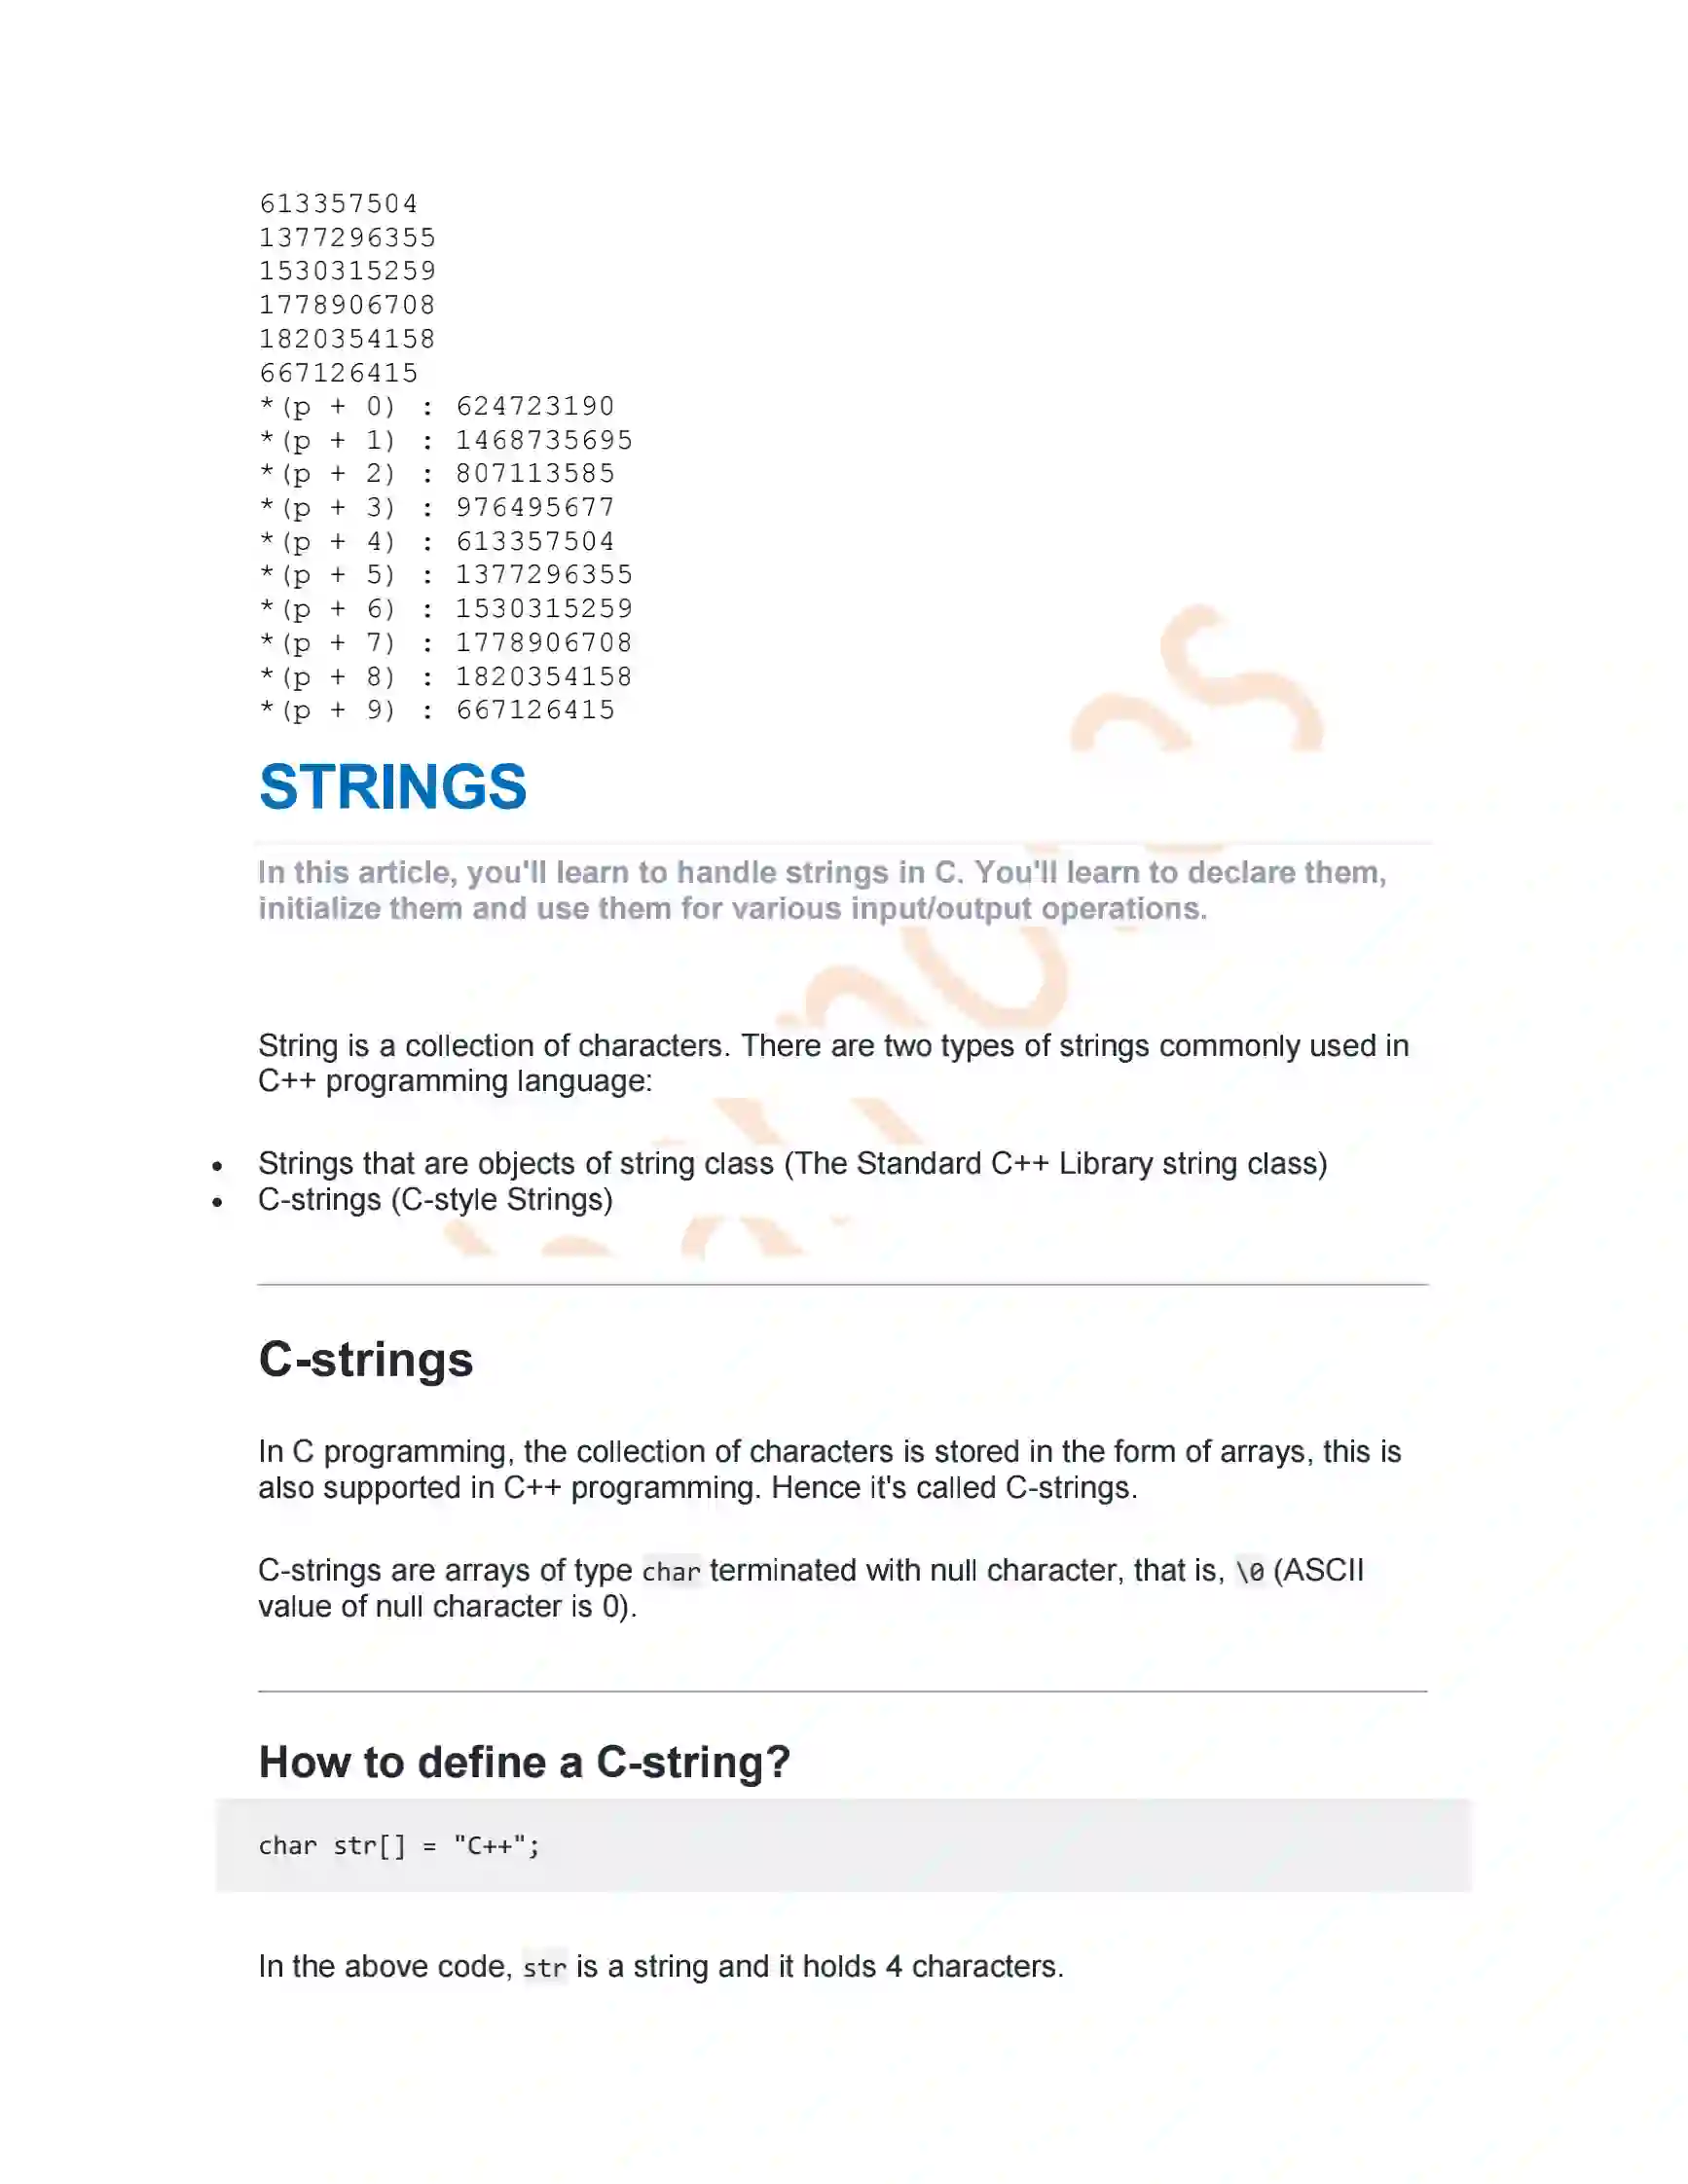 613357504
1377296355
1530315259
1778906708
1820354158
667126415
*(p + 0) : 624723190
*(p + 1) : 1468735695
*(p + 2) : 807113585
*(p + 3) : 976495677
*(p + 4) : 613357504
*(p + 5) : 1377296355
*(p + 6) : 1530315259
*(p + 7) : 1778906708
*(p + 8) : 1820354158
*(p + 9) : 667126415
STRINGS
In this article, you'll learn to handle strings in C. You'll learn to declare them,
initialize them and use them for various input/output operations.
String is a collection of characters. There are two types of strings commonly used in
C++ programming language:
• Strings that are objects of string class (The Standard C++ Library string class)
• C-strings (C-style Strings)
C-strings
In C programming, the collection of characters is stored in the form of arrays, this is
also supported in C++ programming. Hence it's called C-strings.
C-strings are arrays of type char terminated with null character, that is, \0 (ASCII
value of null character is 0).
How to define a C-string?
char str[] = "C++";
In the above code, str is a string and it holds 4 characters.